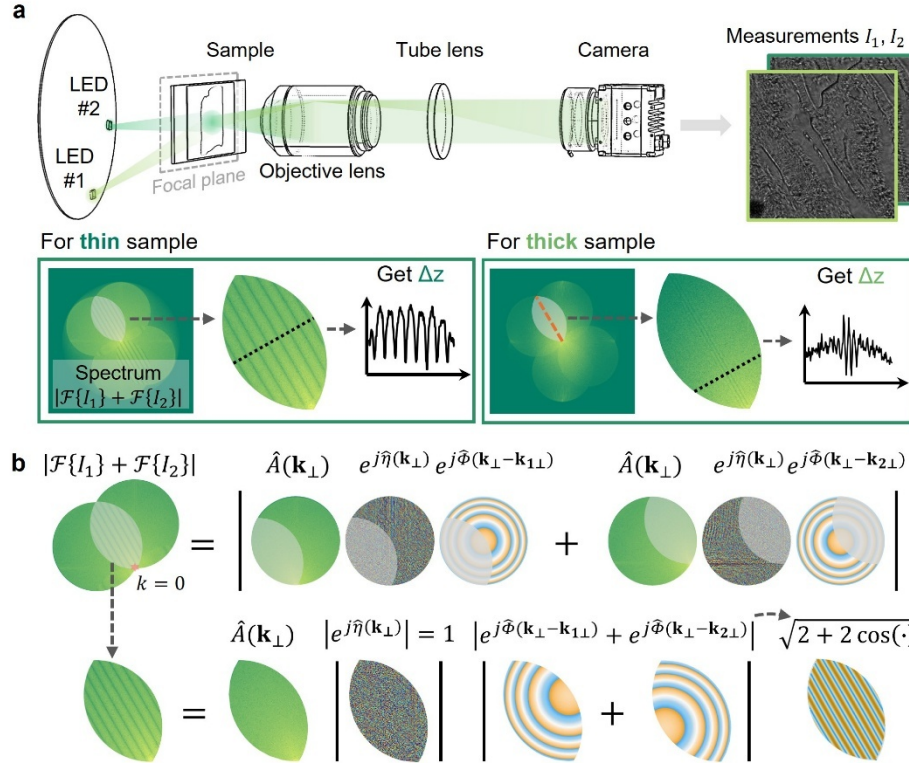 a
Sample
Tube lens
Camera
Measurements I₁, I₂
LED
#2
LED
#1
Focal plane
Objective lens
For thin sample
For thick sample
Get Δz
Get Δz
Spectrum
|ℱ{I₁} + ℱ{I₂}|
b
|ℱ{I₁} + ℱ{I₂}|
Â(k⊥) e^{jη̂(k⊥)} e^{jΦ̂(k⊥−k₁⊥)}
Â(k⊥) e^{jη̂(k⊥)} e^{jΦ̂(k⊥−k₂⊥)}
= | + |
k = 0
Â(k⊥) |e^{jη̂(k⊥)}| = 1 |e^{jΦ̂(k⊥−k₁⊥)} + e^{jΦ̂(k⊥−k₂⊥)}| √2 + 2 cos(·
= | | | + |